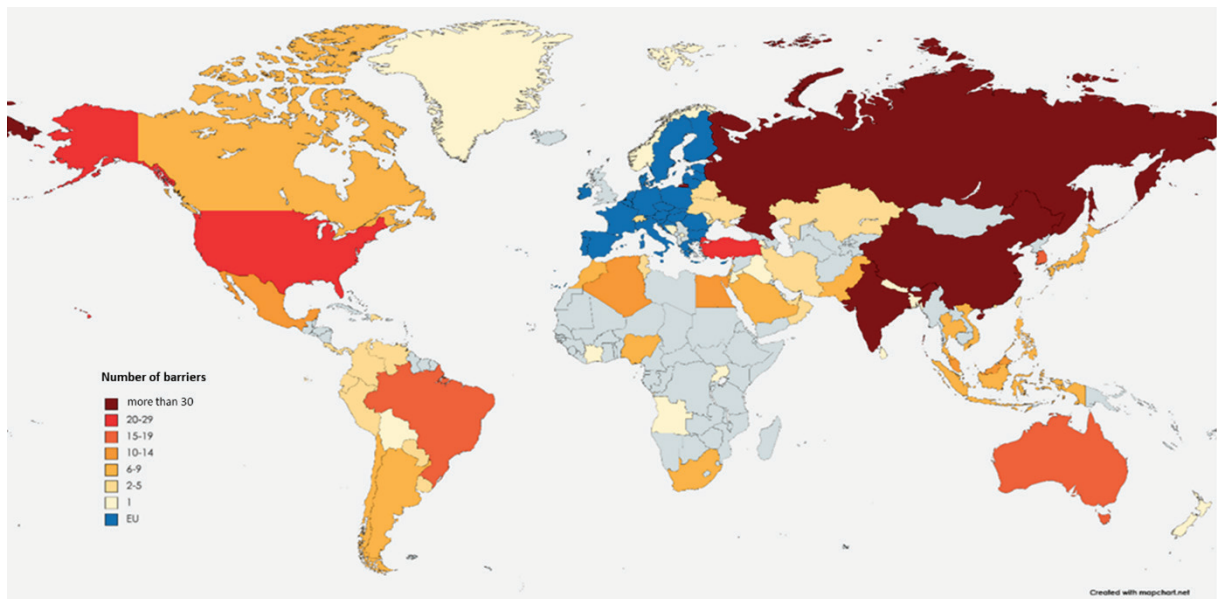 Number of barriers
more than 30
20-29
15-19
10-14
6-9
2-5
1
EU
Created with mapchart.net